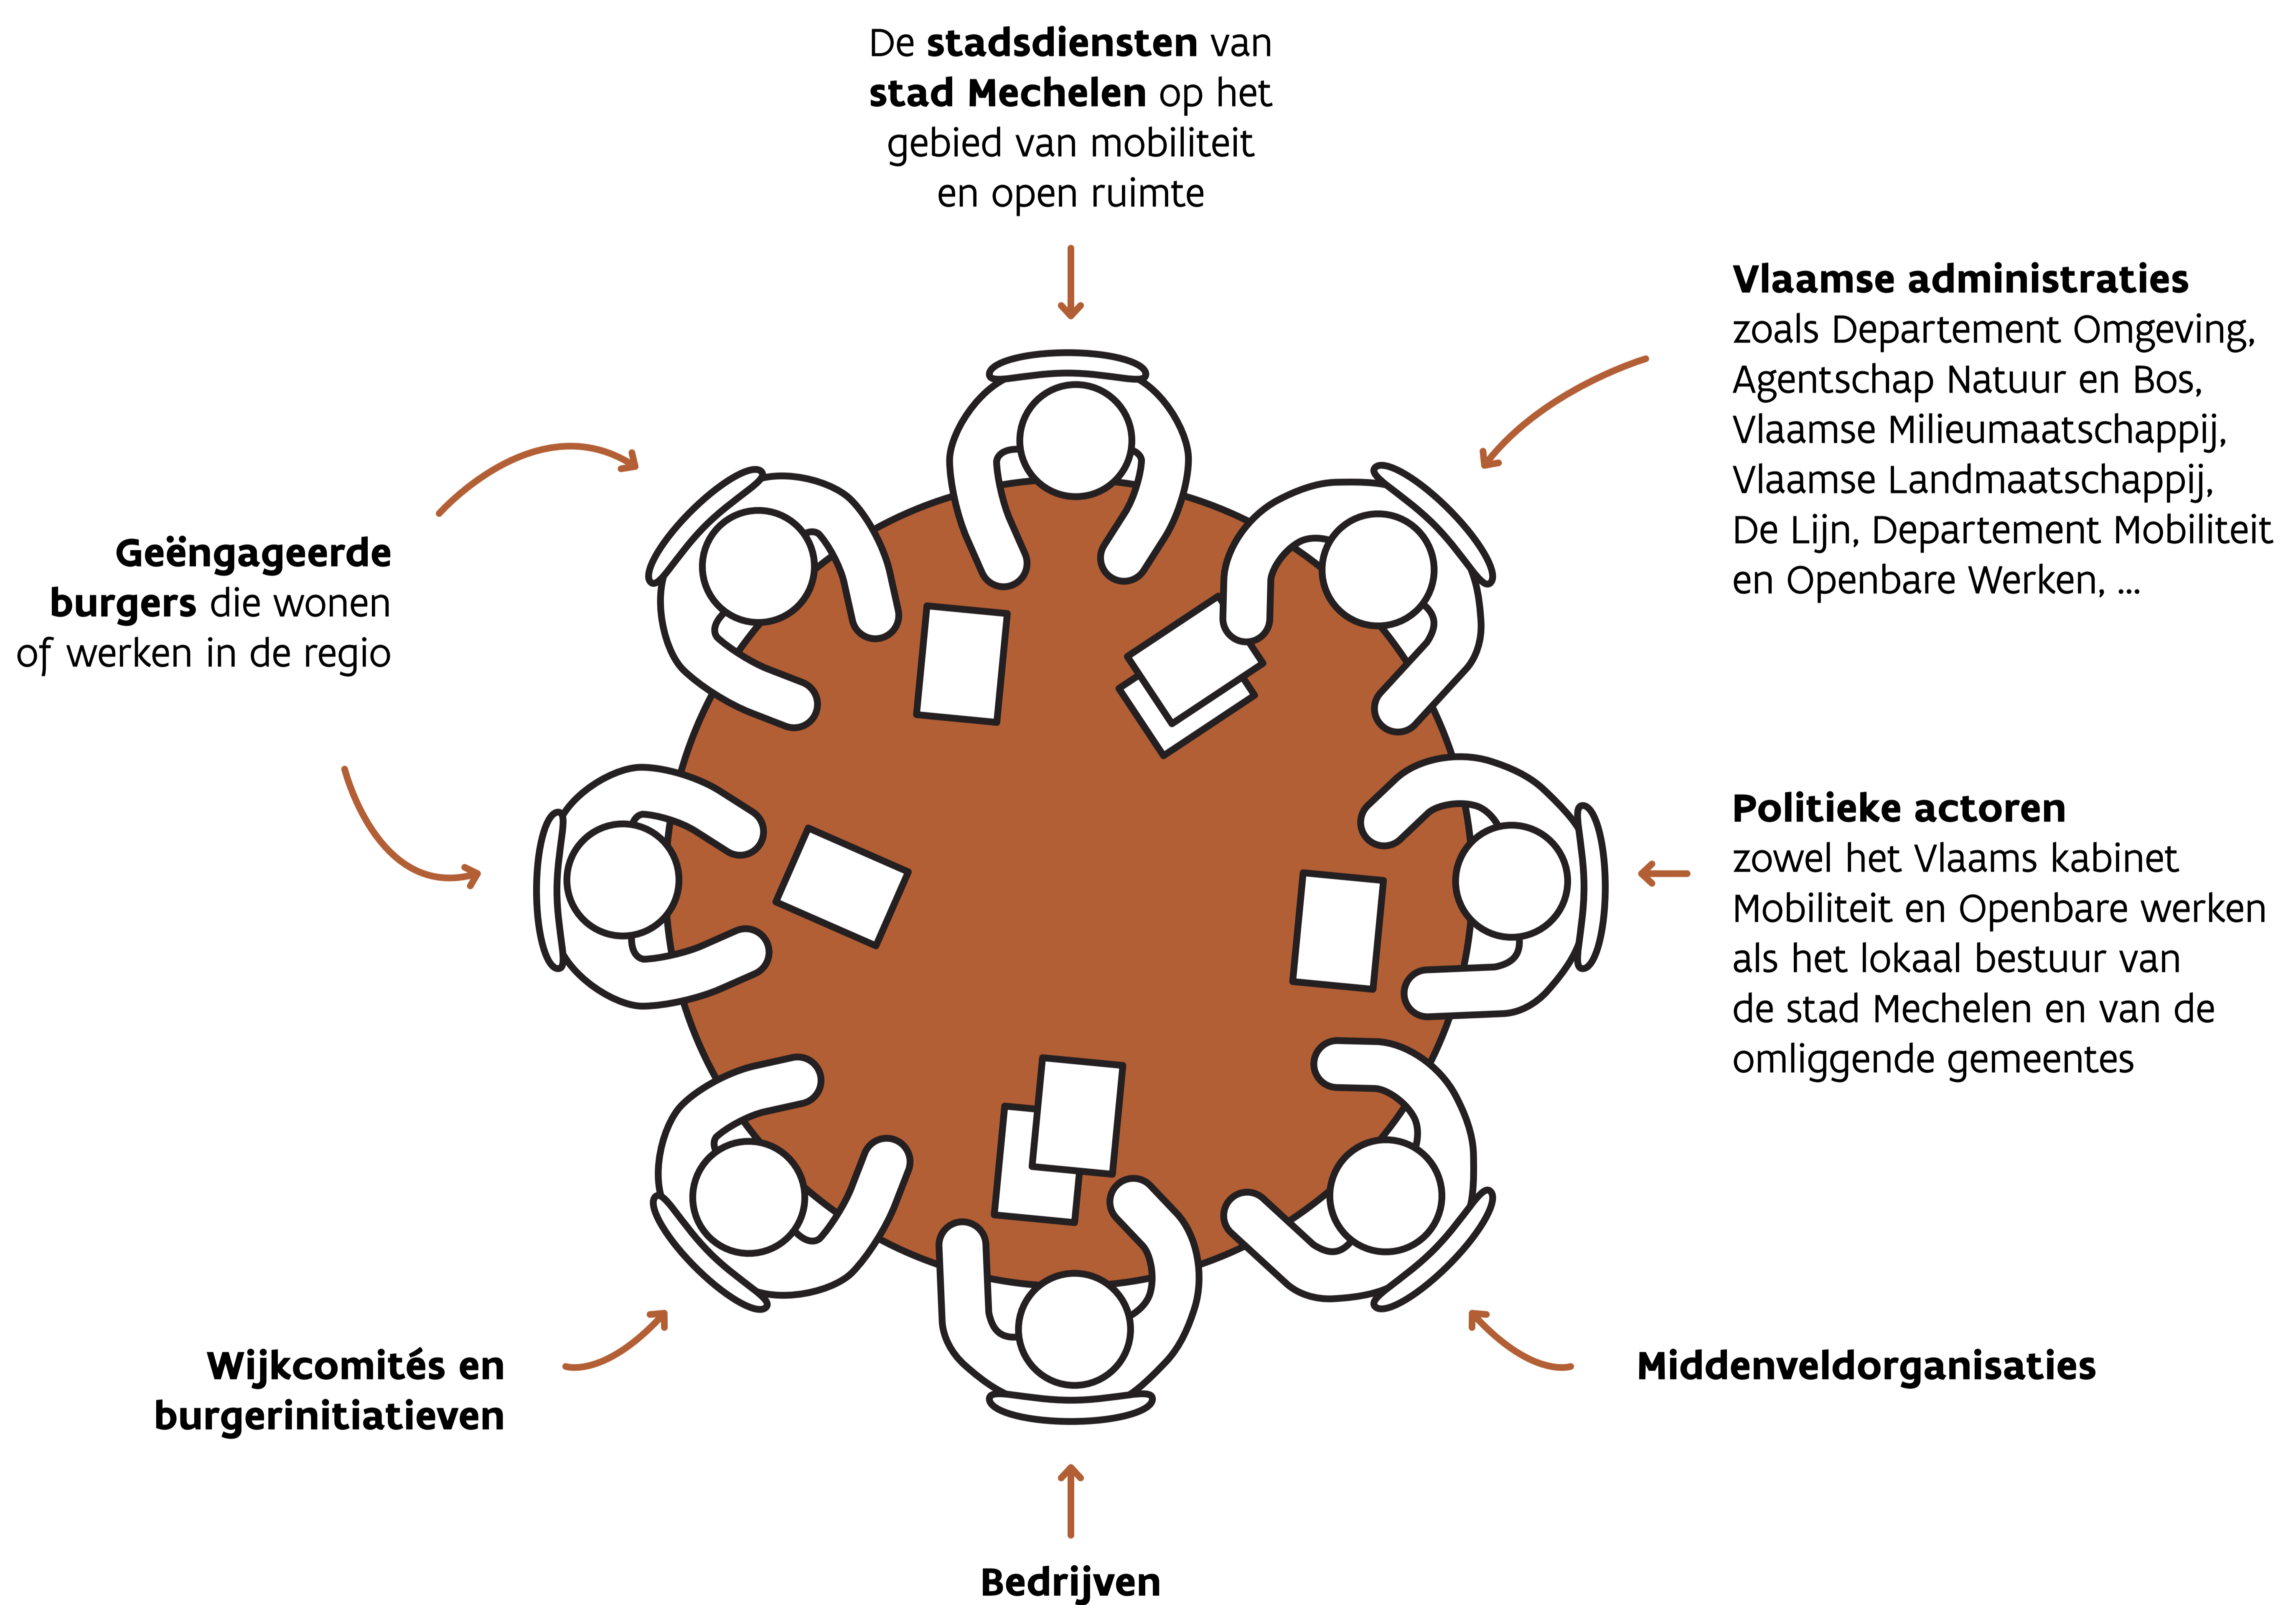 De stadsdiensten van
stad Mechelen op het
gebied van mobiliteit
en open ruimte
Vlaamse administraties
zoals Departement Omgeving,
Agentschap Natuur en Bos,
Vlaamse Milieumaatschappij,
Vlaamse Landmaatschappij,
De Lijn, Departement Mobiliteit
en Openbare Werken, ...
Geëngageerde
burgers die wonen
of werken in de regio
Politieke actoren
zowel het Vlaams kabinet
Mobiliteit en Openbare werken
als het lokaal bestuur van
de stad Mechelen en van de
omliggende gemeentes
Wijkcomités en
burgerinitiatieven
Middenveldorganisaties
Bedrijven